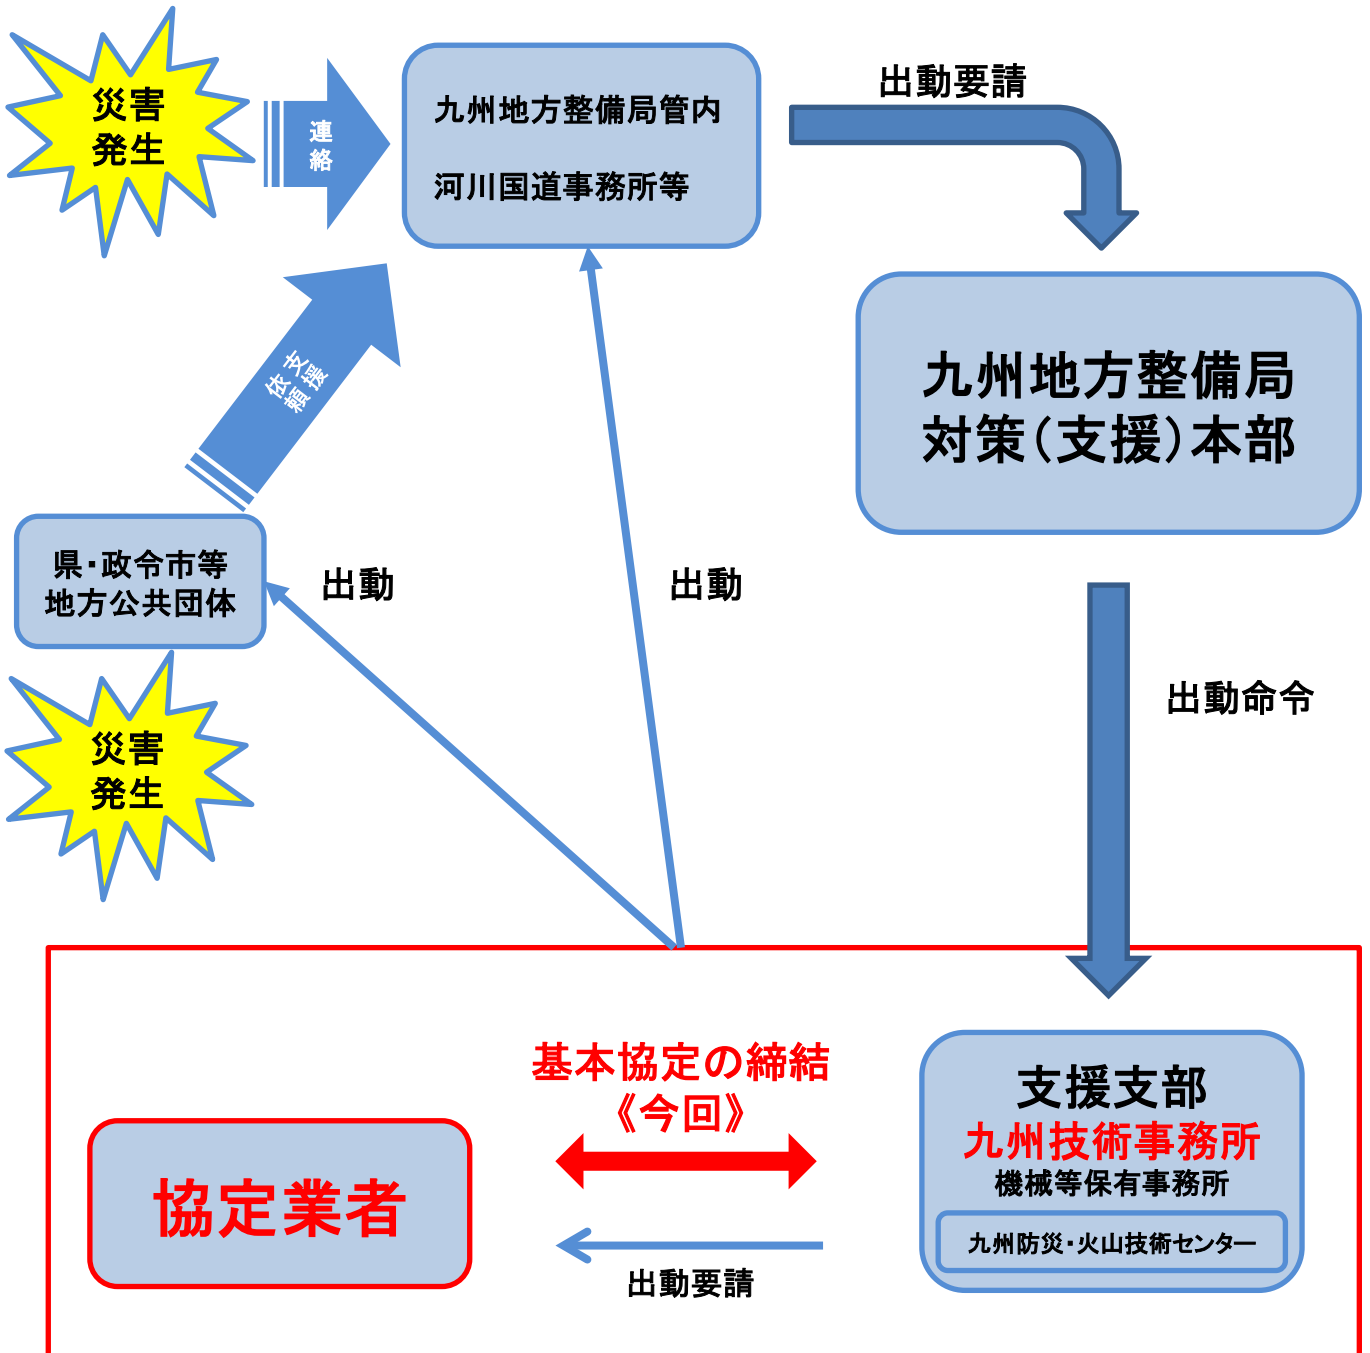 災害
発生
連
絡
九州地方整備局管内
河川国道事務所等
出動要請
九州地方整備局
対策（支援）本部
支援
依頼
県・政令市等
地方公共団体
出動
出動
出動命令
災害
発生
基本協定の締結
《今回》
協定業者
支援支部
九州技術事務所
機械等保有事務所
九州防災・火山技術センター
出動要請